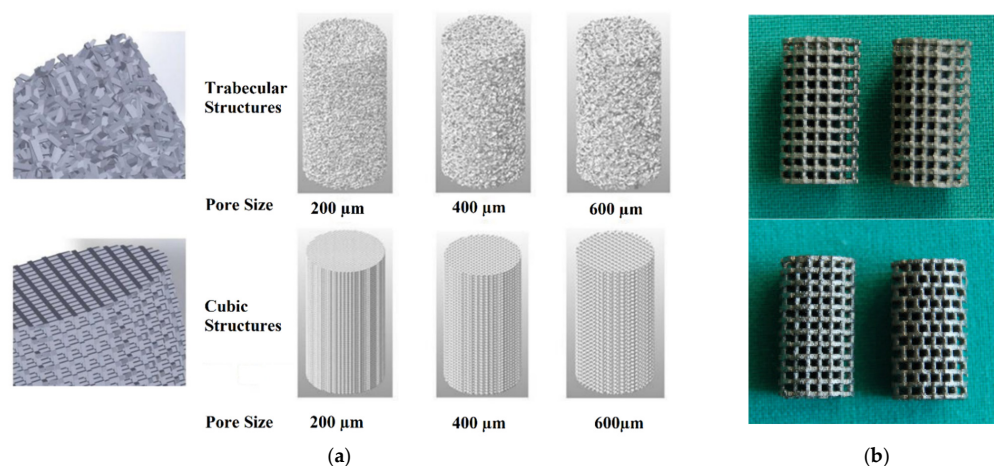 Trabecular
Structures
Pore Size
200 µm
400 µm
600 µm
Cubic
Structures
Pore Size
200 µm
400 µm
600µm
(a)
(b)